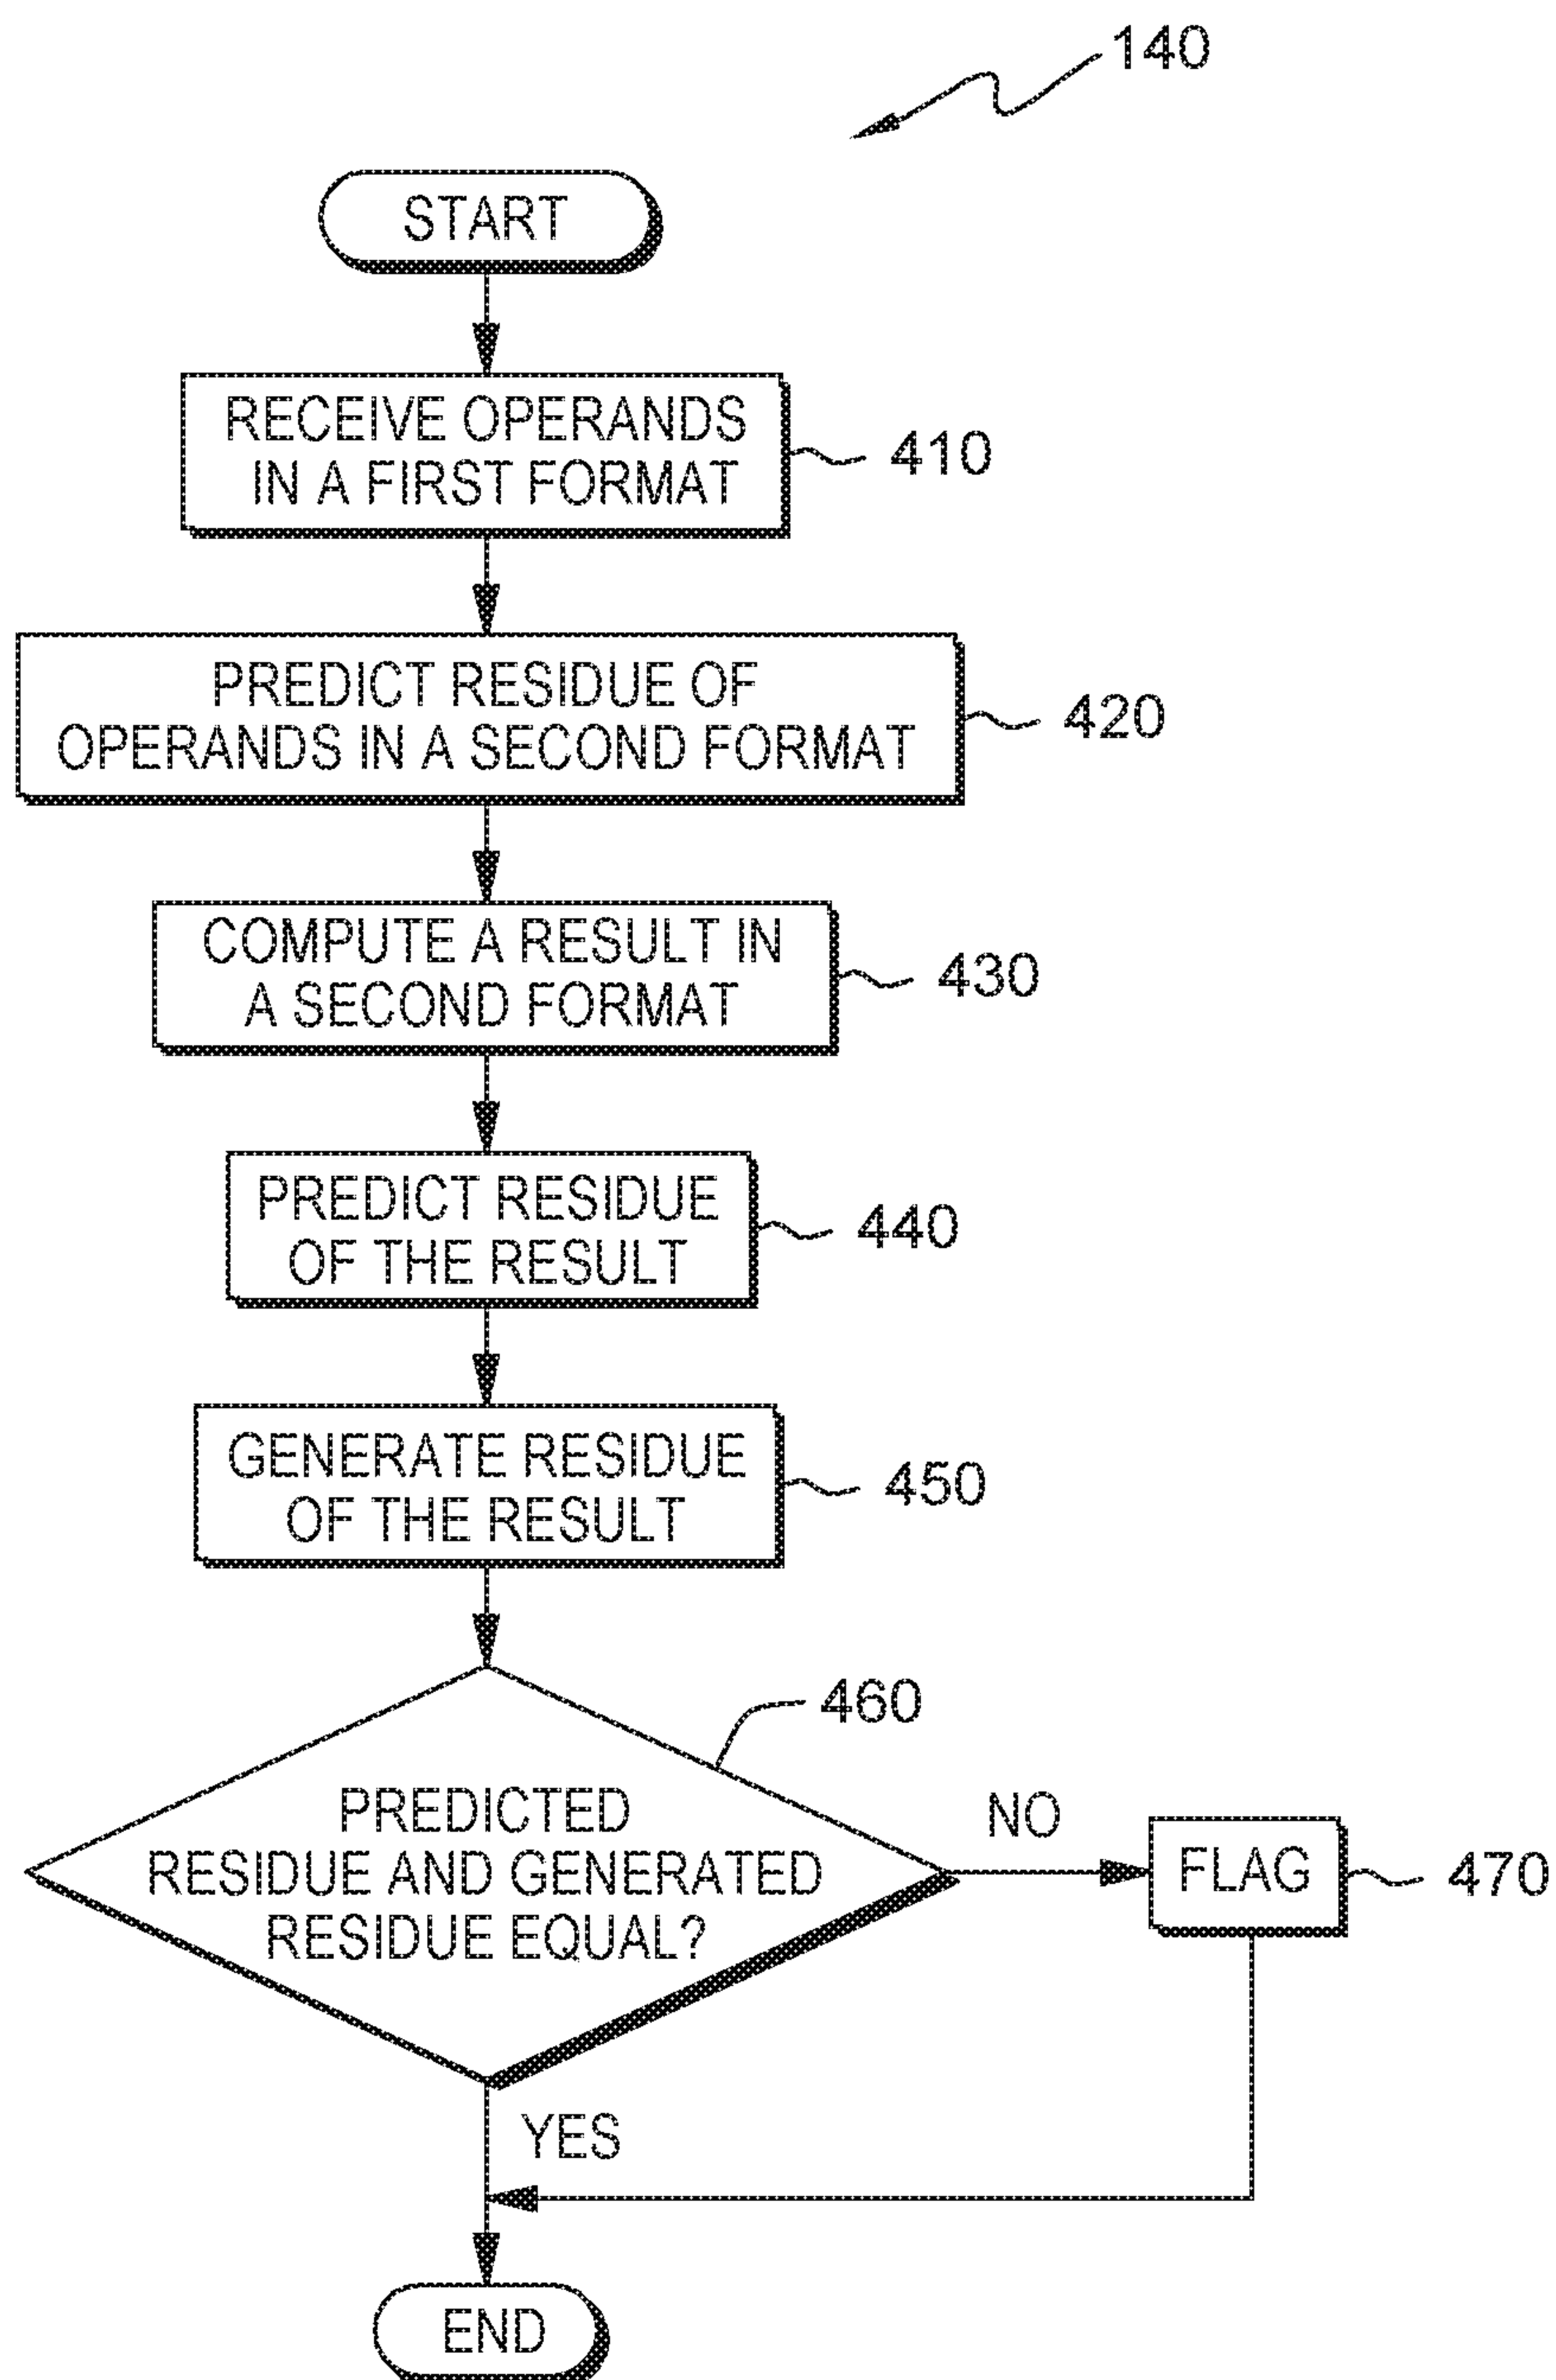 140
START
RECEIVE OPERANDS
IN A FIRST FORMAT
410
PREDICT RESIDUE OF
OPERANDS IN A SECOND FORMAT
420
COMPUTE A RESULT IN
A SECOND FORMAT
430
PREDICT RESIDUE
OF THE RESULT
440
GENERATE RESIDUE
OF THE RESULT
450
460
PREDICTED
RESIDUE AND GENERATED
RESIDUE EQUAL?
NO
FLAG
470
YES
END